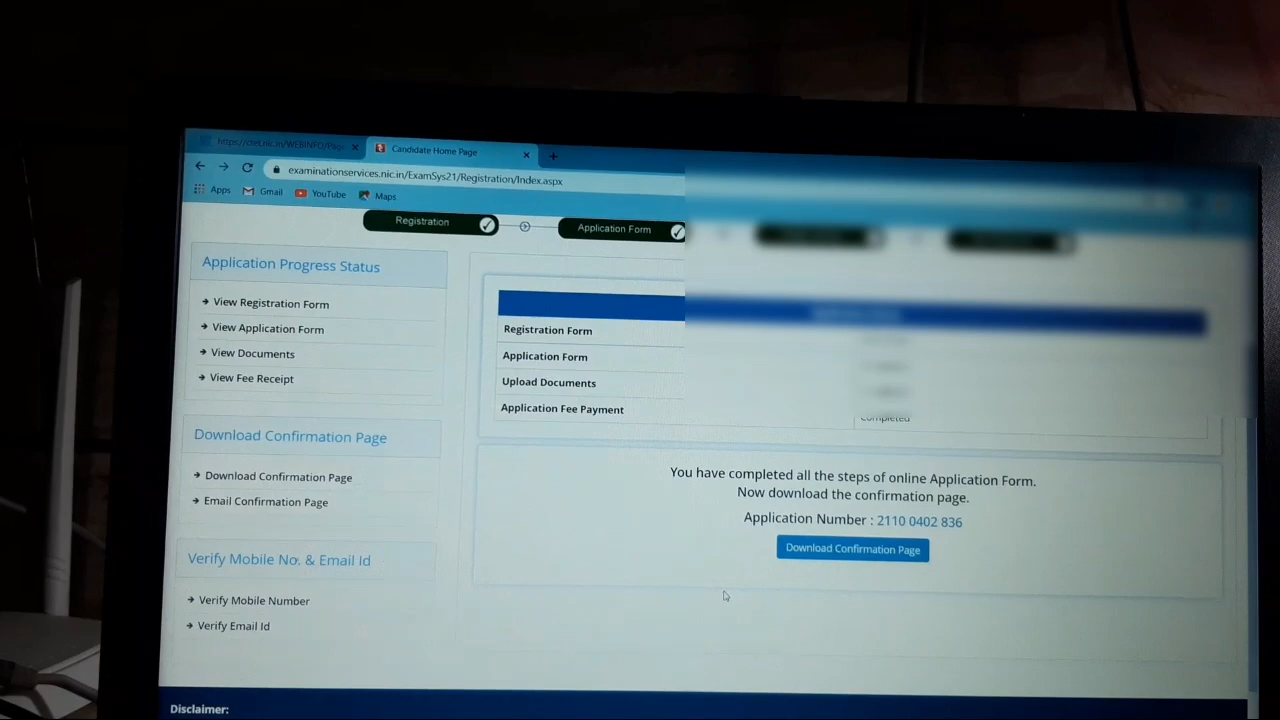 https://ctet.nic.in/WEBINFO/Page
Candidate Home Page
examinationservices.nic.in/ExamSys21/Registration/Index.aspx
Apps Gmail YouTube Maps
Registration Application Form
Application Progress Status
View Registration Form
View Application Form
View Documents
View Fee Receipt
Download Confirmation Page
Download Confirmation Page
Email Confirmation Page
Verify Mobile No. & Email Id
Verify Mobile Number
Verify Email Id
Registration Form
Application Form
Upload Documents
Application Fee Payment
Completed
You have completed all the steps of online Application Form.
Now download the confirmation page.
Application Number : 2110 0402 836
Download Confirmation Page
Disclaimer: